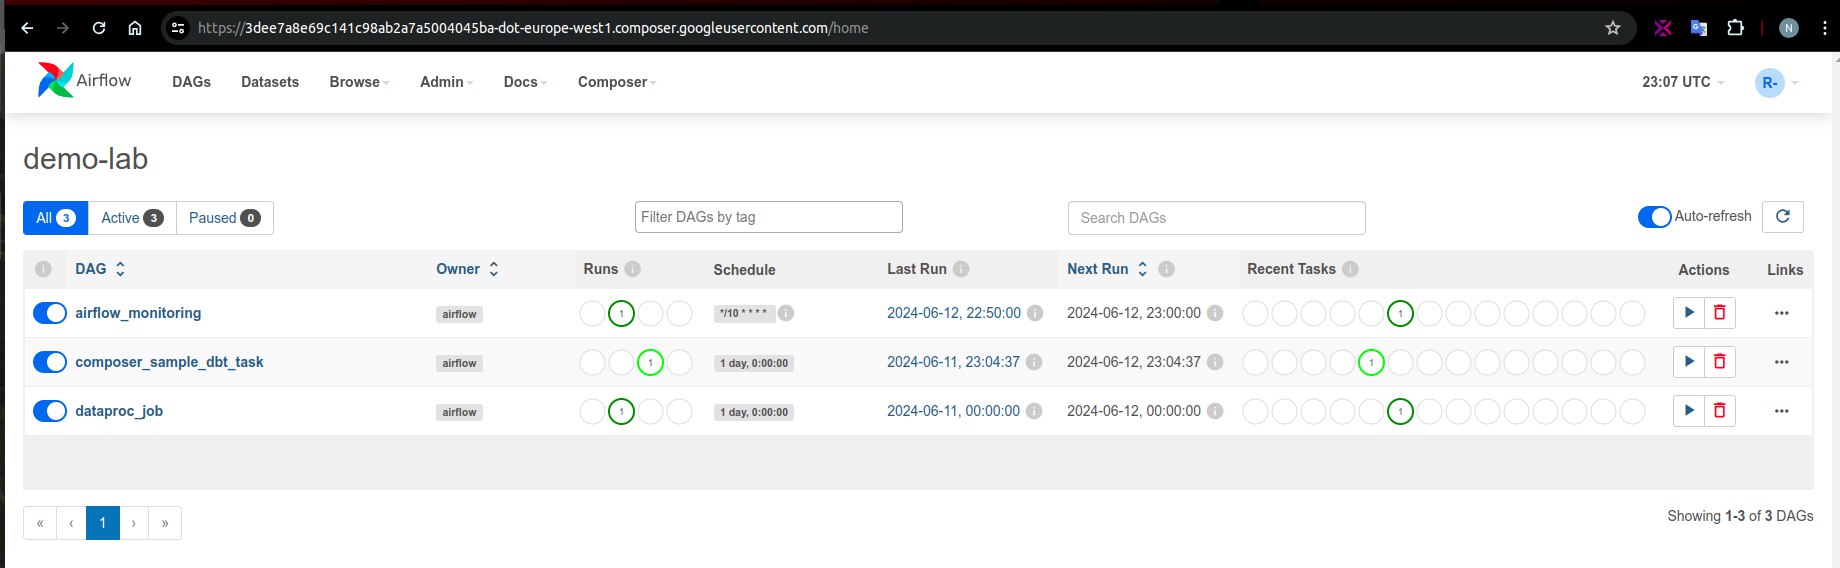 https://3dee7a8e69c141c98ab2a7a5004045ba-dot-europe-west1.composer.googleusercontent.com/home
N
Airflow DAGs Datasets Browse Admin Docs Composer 23:07 UTC R-
demo-lab
All 3 Active 3 Paused 0 Filter DAGs by tag Search DAGs Auto-refresh
DAG Owner Runs Schedule Last Run Next Run Recent Tasks Actions Links
airflow_monitoring airflow 1 */10 * * * * 2024-06-12, 22:50:00 2024-06-12, 23:00:00 1
composer_sample_dbt_task airflow 1 1 day, 0:00:00 2024-06-11, 23:04:37 2024-06-12, 23:04:37 1
dataproc_job airflow 1 1 day, 0:00:00 2024-06-11, 00:00:00 2024-06-12, 00:00:00 1
« ‹ 1 › » Showing 1-3 of 3 DAGs